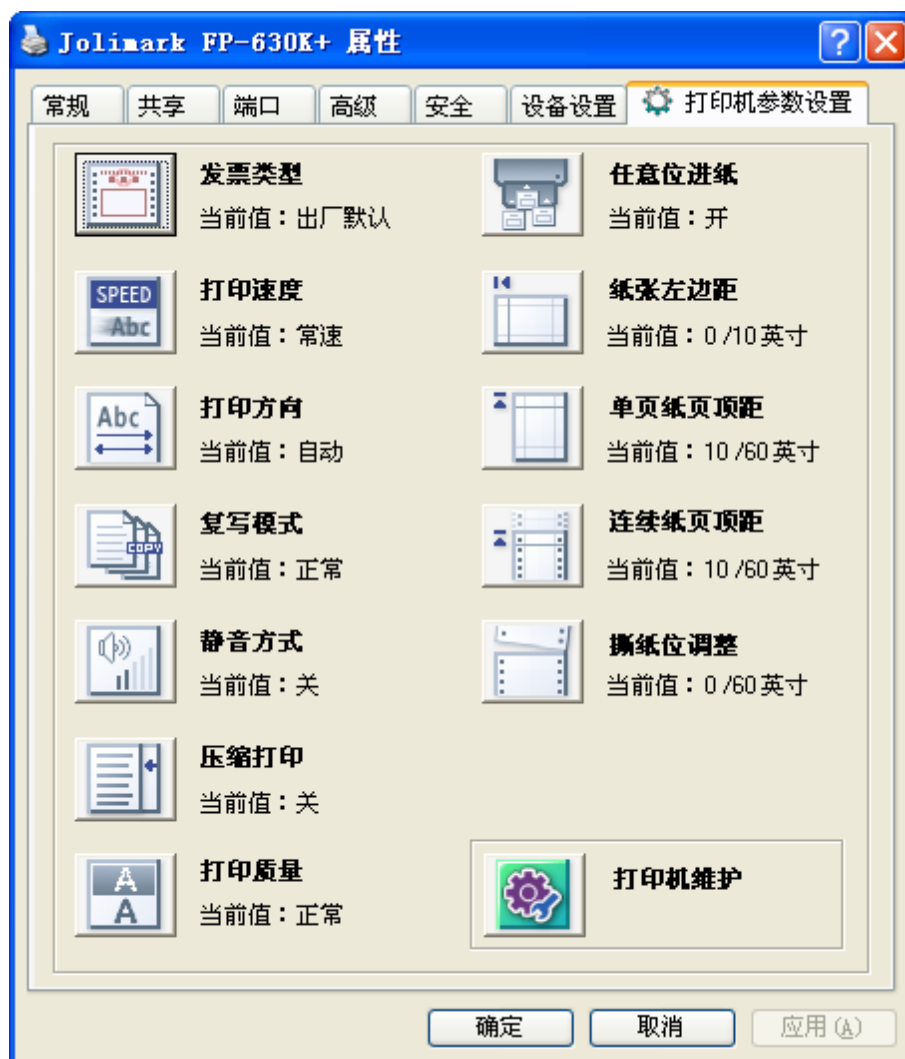 Jolimark FP-630K+ 属性
常规 共享 端口 高级 安全 设备设置 打印机参数设置
发票类型
当前值：出厂默认
任意位进纸
当前值：开
SPEED
Abc
打印速度
当前值：常速
纸张左边距
当前值：0 /10 英寸
Abc
打印方向
当前值：自动
单页纸页顶距
当前值：10 /60 英寸
COPY
复写模式
当前值：正常
连续纸页顶距
当前值：10 /60 英寸
静音方式
当前值：关
撕纸位调整
当前值：0 /60 英寸
压缩打印
当前值：关
A
A
打印质量
当前值：正常
打印机维护
确定 取消 应用(A)